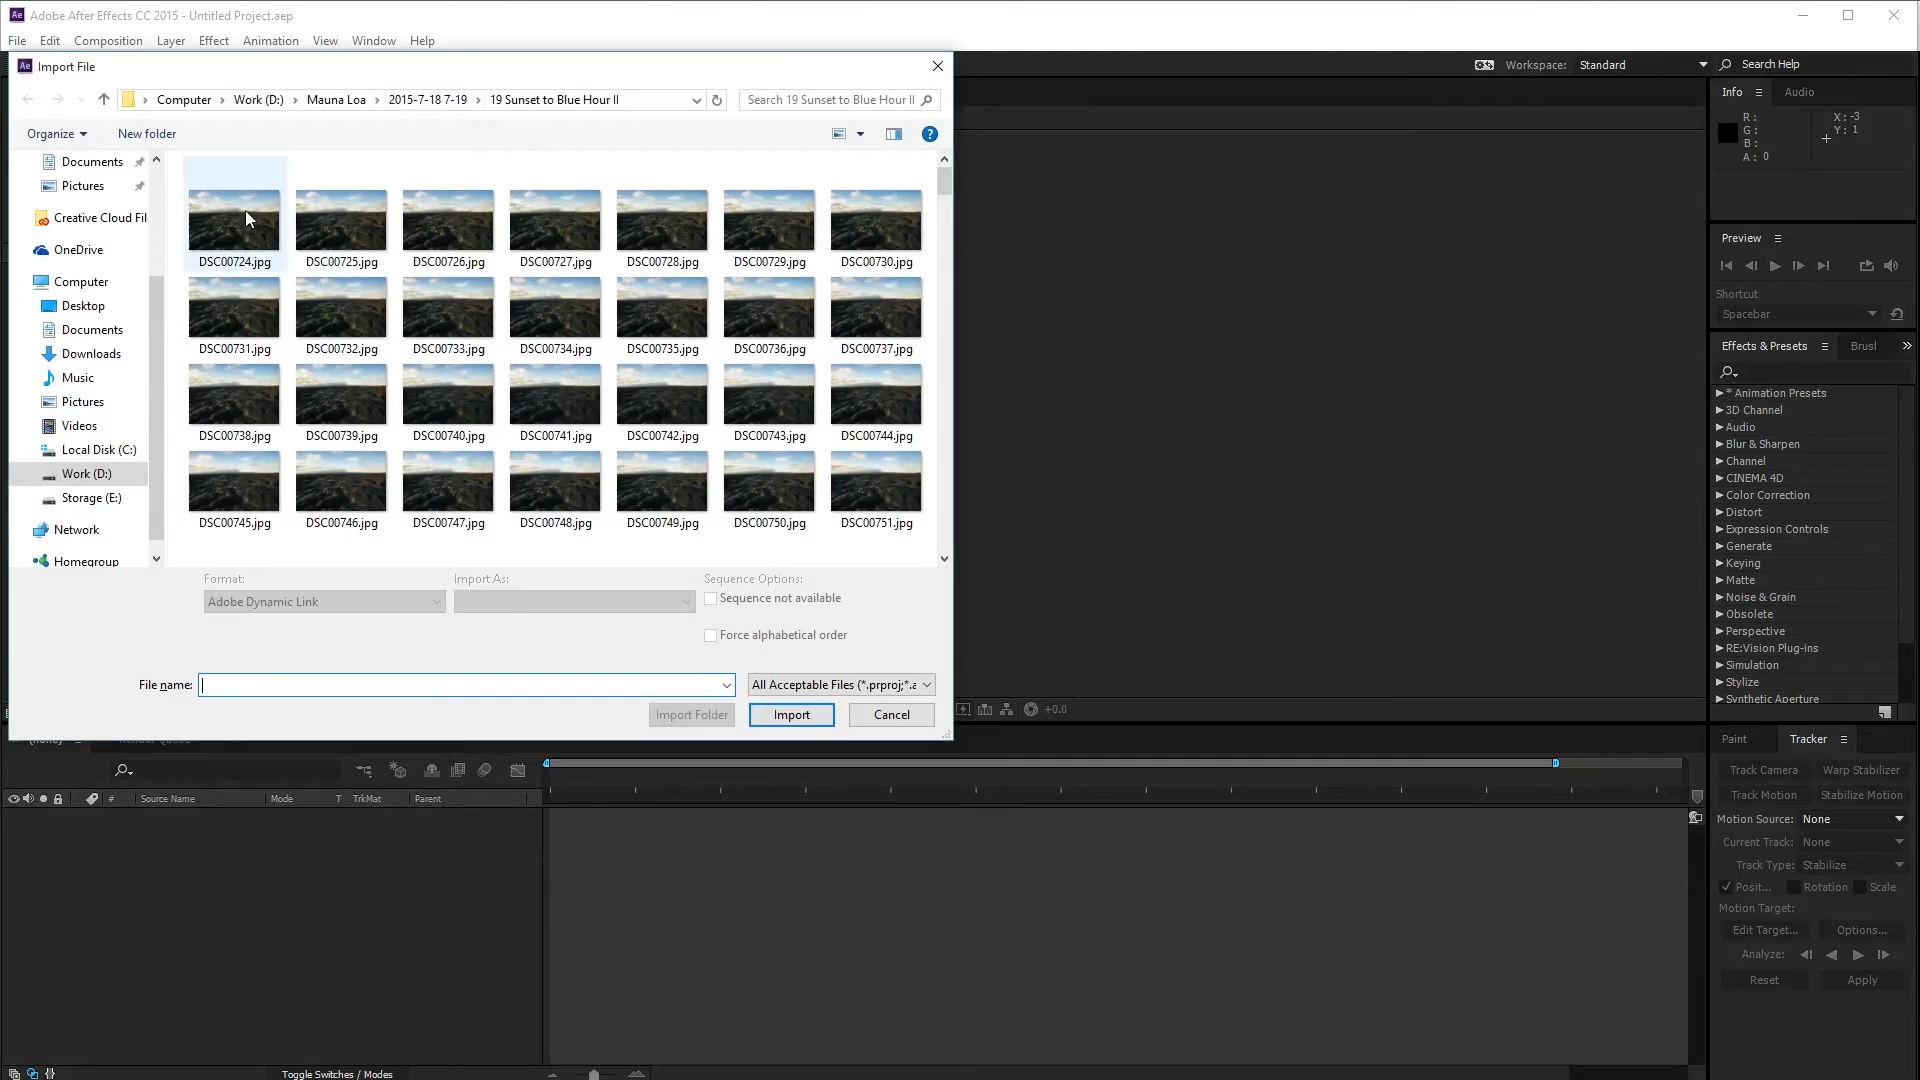 Ae Adobe After Effects CC 2015 - Untitled Project.aep
File Edit Composition Layer Effect Animation View Window Help
Ae Import File
Computer > Work (D:) > Mauna Loa > 2015-7-18 7-19 > 19 Sunset to Blue Hour II
Search 19 Sunset to Blue Hour II
Organize New folder
Documents
Pictures
Creative Cloud Fil
OneDrive
Computer
Desktop
Documents
Downloads
Music
Pictures
Videos
Local Disk (C:)
Work (D:)
Storage (E:)
Network
Homegroup
DSC00724.jpg DSC00725.jpg DSC00726.jpg DSC00727.jpg DSC00728.jpg DSC00729.jpg DSC00730.jpg
DSC00731.jpg DSC00732.jpg DSC00733.jpg DSC00734.jpg DSC00735.jpg DSC00736.jpg DSC00737.jpg
DSC00738.jpg DSC00739.jpg DSC00740.jpg DSC00741.jpg DSC00742.jpg DSC00743.jpg DSC00744.jpg
DSC00745.jpg DSC00746.jpg DSC00747.jpg DSC00748.jpg DSC00749.jpg DSC00750.jpg DSC00751.jpg
Format: Import As: Sequence Options:
Adobe Dynamic Link
Sequence not available
Force alphabetical order
File name:
All Acceptable Files (*.prproj;*.a
Import Folder Import Cancel
Workspace: Standard
Search Help
Info Audio
R: X: -3
G: Y: 1
B:
A: 0
Preview
Shortcut
Spacebar
Effects & Presets Brusl
* Animation Presets
3D Channel
Audio
Blur & Sharpen
Channel
CINEMA 4D
Color Correction
Distort
Expression Controls
Generate
Keying
Matte
Noise & Grain
Obsolete
Perspective
RE:Vision Plug-ins
Simulation
Stylize
Synthetic Aperture
+0.0
(none) Render Queue
# Source Name Mode T TrkMat Parent
Toggle Switches / Modes
Paint Tracker
Track Camera Warp Stabilizer
Track Motion Stabilize Motion
Motion Source: None
Current Track: None
Track Type: Stabilize
Posit... Rotation Scale
Motion Target:
Edit Target... Options...
Analyze:
Reset Apply